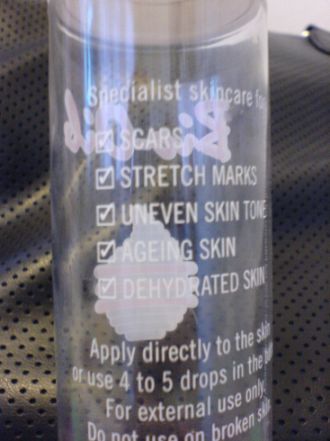 Specialist skincare for
☑ SCARS
☑ STRETCH MARKS
☑ UNEVEN SKIN TONE
☑ AGEING SKIN
☑ DEHYDRATED SKIN
Apply directly to the skin
or use 4 to 5 drops in the
For external use only
Do not use on broken